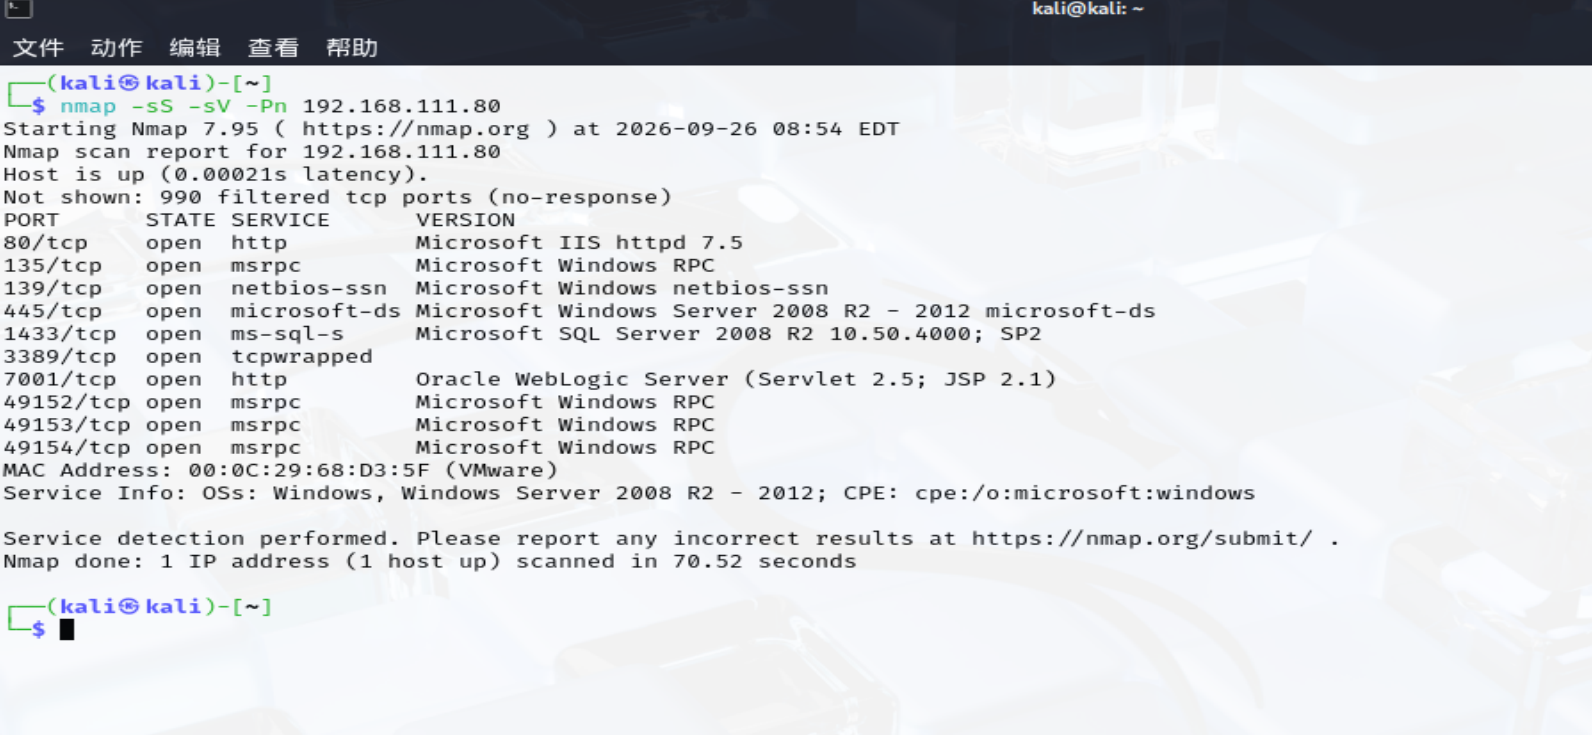 kali@kali: ~
文件 动作 编辑 查看 帮助
┌──(kali㉿kali)-[~]
└─$ nmap -sS -sV -Pn 192.168.111.80
Starting Nmap 7.95 ( https://nmap.org ) at 2026-09-26 08:54 EDT
Nmap scan report for 192.168.111.80
Host is up (0.00021s latency).
Not shown: 990 filtered tcp ports (no-response)
PORT      STATE SERVICE      VERSION
80/tcp    open  http         Microsoft IIS httpd 7.5
135/tcp   open  msrpc        Microsoft Windows RPC
139/tcp   open  netbios-ssn  Microsoft Windows netbios-ssn
445/tcp   open  microsoft-ds Microsoft Windows Server 2008 R2 - 2012 microsoft-ds
1433/tcp  open  ms-sql-s     Microsoft SQL Server 2008 R2 10.50.4000; SP2
3389/tcp  open  tcpwrapped
7001/tcp  open  http         Oracle WebLogic Server (Servlet 2.5; JSP 2.1)
49152/tcp open  msrpc        Microsoft Windows RPC
49153/tcp open  msrpc        Microsoft Windows RPC
49154/tcp open  msrpc        Microsoft Windows RPC
MAC Address: 00:0C:29:68:D3:5F (VMware)
Service Info: OSs: Windows, Windows Server 2008 R2 - 2012; CPE: cpe:/o:microsoft:windows
Service detection performed. Please report any incorrect results at https://nmap.org/submit/ .
Nmap done: 1 IP address (1 host up) scanned in 70.52 seconds
┌──(kali㉿kali)-[~]
└─$